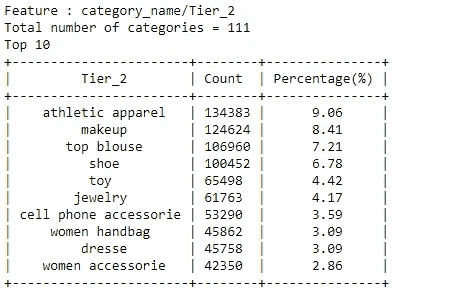 Feature : category_name/Tier_2
Total number of categories = 111
Top 10
+-----------------------+--------+---------------+
| Tier_2 | Count | Percentage(%) |
+-----------------------+--------+---------------+
| athletic apparel | 134383 | 9.06 |
| makeup | 124624 | 8.41 |
| top blouse | 106960 | 7.21 |
| shoe | 100452 | 6.78 |
| toy | 65498 | 4.42 |
| jewelry | 61763 | 4.17 |
| cell phone accessorie | 53290 | 3.59 |
| women handbag | 45862 | 3.09 |
| dresse | 45758 | 3.09 |
| women accessorie | 42350 | 2.86 |
+-----------------------+--------+---------------+